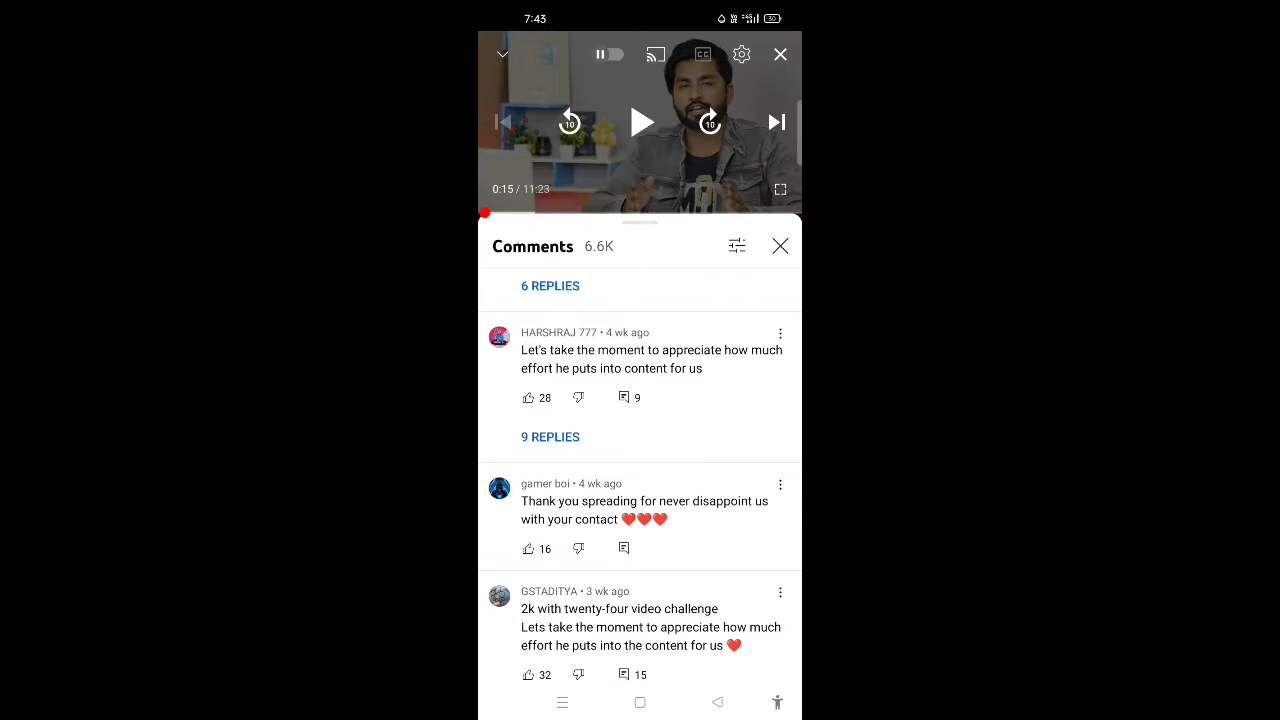 7:43
30
CC
10
10
0:15 / 11:23
Comments 6.6K
6 REPLIES
HARSHRAJ 777 • 4 wk ago
Let's take the moment to appreciate how much
effort he puts into content for us
28 9
9 REPLIES
gamer boi • 4 wk ago
Thank you spreading for never disappoint us
with your contact ❤️❤️❤️
16
GSTADITYA • 3 wk ago
2k with twenty-four video challenge
Lets take the moment to appreciate how much
effort he puts into the content for us ❤️
32 15